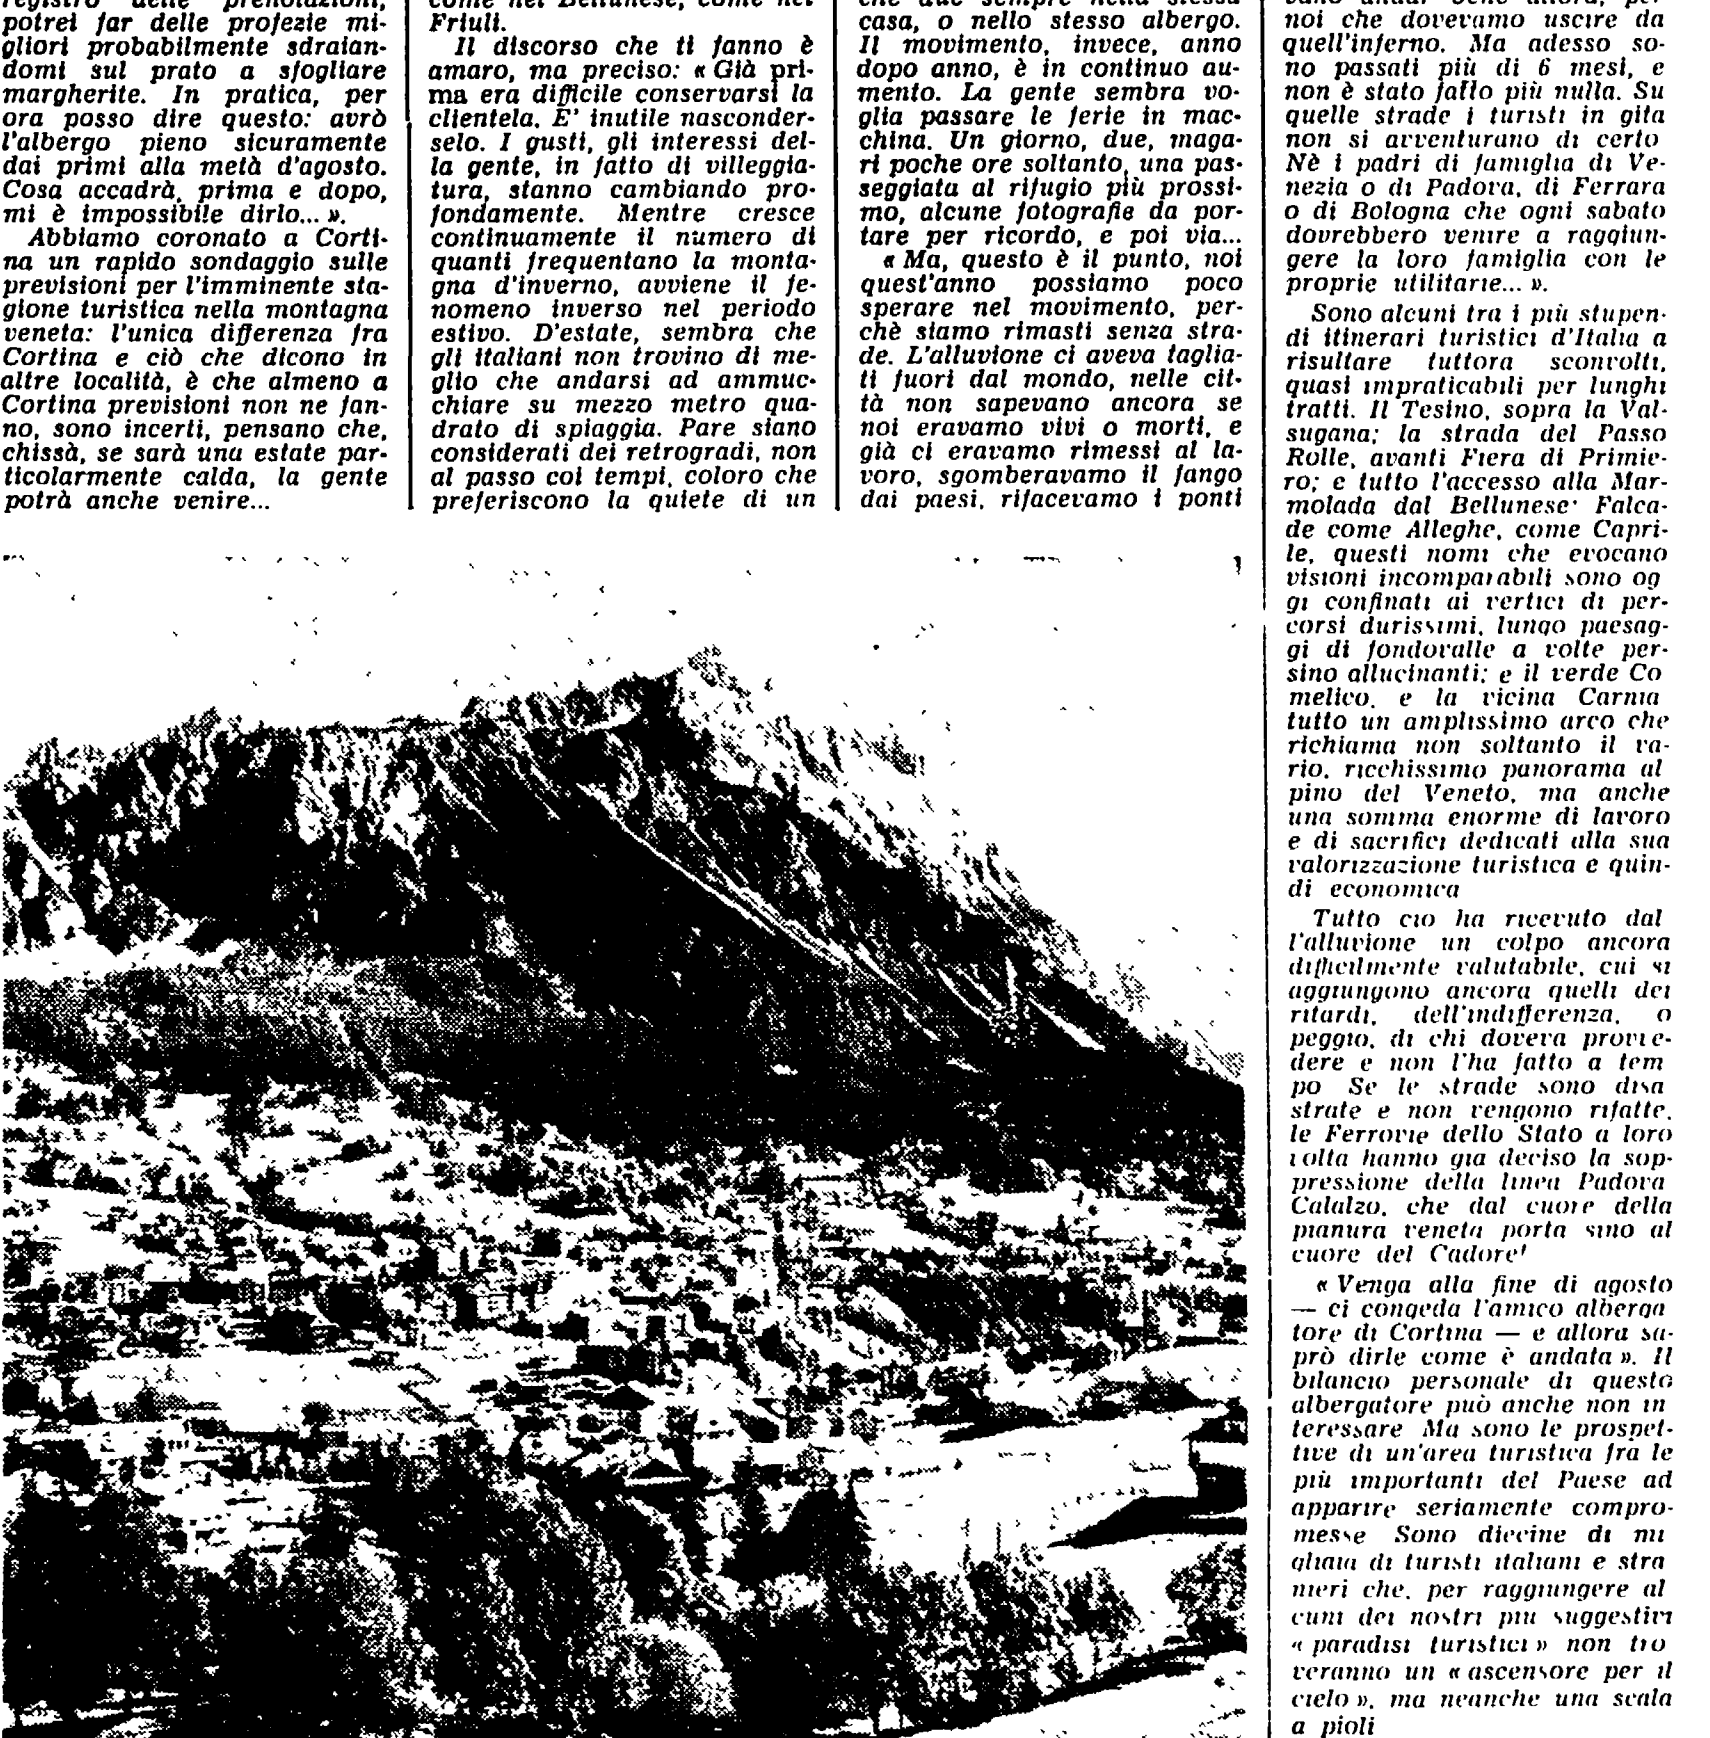 registro delle prenotazioni,
potrei far delle profezie mi-
gliori probabilmente sdraian-
domi sul prato a sfogliare
margherite. In pratica, per
ora posso dire questo: avrò
l'albergo pieno sicuramente
dai primi alla metà d'agosto.
Cosa accadrà, prima e dopo,
mi è impossibile dirlo... ».
Abbiamo coronato a Corti-
na un rapido sondaggio sulle
previsioni per l'imminente sta-
gione turistica nella montagna
veneta: l'unica differenza fra
Cortina e ciò che dicono in
altre località, è che almeno a
Cortina previsioni non ne fan-
no, sono incerti, pensano che,
chissà, se sarà una estate par-
ticolarmente calda, la gente
potrà anche venire...
come nel Bellunese, come nel
Friuli.
Il discorso che ti fanno è
amaro, ma preciso: « Già pri-
ma era difficile conservarsi la
clientela. E' inutile nasconder-
selo. I gusti, gli interessi del-
la gente, in fatto di villeggia-
tura, stanno cambiando pro-
fondamente. Mentre cresce
continuamente il numero di
quanti frequentano la monta-
gna d'inverno, avviene il fe-
nomeno inverso nel periodo
estivo. D'estate, sembra che
gli italiani non trovino di me-
glio che andarsi ad ammuc-
chiare su mezzo metro qua-
drato di spiaggia. Pare siano
considerati dei retrogradi, non
al passo coi tempi, coloro che
preferiscono la quiete di un
che due sempre nella stessa
casa, o nello stesso albergo.
Il movimento, invece, anno
dopo anno, è in continuo au-
mento. La gente sembra vo-
glia passare le ferie in mac-
china. Un giorno, due, maga-
ri poche ore soltanto, una pas-
seggiata al rifugio più prossi-
mo, alcune fotografie da por-
tare per ricordo, e poi via...
« Ma, questo è il punto, noi
quest'anno possiamo poco
sperare nel movimento, per-
chè siamo rimasti senza stra-
de. L'alluvione ci aveva taglia-
ti fuori dal mondo, nelle cit-
tà non sapevano ancora se
noi eravamo vivi o morti, e
già ci eravamo rimessi al la-
voro, sgomberavamo il fango
dai paesi, rifacevamo i ponti
noi che dovevamo uscire da
quell'inferno. Ma adesso so-
no passati più di 6 mesi, e
non è stato fatto più nulla. Su
quelle strade i turisti in gita
non si avventurano di certo
Nè i padri di famiglia di Ve-
nezia o di Padova, di Ferrara
o di Bologna che ogni sabato
dovrebbero venire a raggiun-
gere la loro famiglia con le
proprie utilitarie... ».
Sono alcuni tra i più stupen-
di itinerari turistici d'Italia a
risultare tuttora sconvolti,
quasi impraticabili per lunghi
tratti. Il Tesino, sopra la Val-
sugana; la strada del Passo
Rolle, avanti Fiera di Primie-
ro; e tutto l'accesso alla Mar-
molada dal Bellunese· Falca-
de come Alleghe, come Capri-
le, questi nomi che evocano
visioni incomparabili sono og
gi confinati ai vertici di per-
corsi durissimi, lungo paesag-
gi di fondovalle a volte per-
sino allucinanti; e il verde Co
melico, e la vicina Carnia
tutto un amplissimo arco che
richiama non soltanto il va-
rio, ricchissimo panorama al
pino del Veneto, ma anche
una somma enorme di lavoro
e di sacrifici dedicati alla sua
valorizzazione turistica e quin-
di economica
Tutto ciò ha ricevuto dal
l'alluvione un colpo ancora
difficilmente valutabile, cui si
aggiungono ancora quelli dei
ritardi, dell'indifferenza, o
peggio, di chi doveva provve-
dere e non l'ha fatto a tem
po Se le strade sono disa
strate e non vengono rifatte,
le Ferrovie dello Stato a loro
volta hanno già deciso la sop-
pressione della linea Padova
Calalzo, che dal cuore della
pianura veneta porta sino al
cuore del Cadore!
« Venga alla fine di agosto
— ci congeda l'amico alberga
tore di Cortina — e allora sa-
prò dirle come è andata ». Il
bilancio personale di questo
albergatore può anche non in
teressare Ma sono le prospet-
tive di un'area turistica fra le
più importanti del Paese ad
apparire seriamente compro-
messe Sono diecine di mi
gliaia di turisti italiani e stra
nieri che, per raggiungere al
cuni dei nostri più suggestivi
« paradisi turistici » non tro
veranno un « ascensore per il
cielo », ma neanche una scala
a pioli